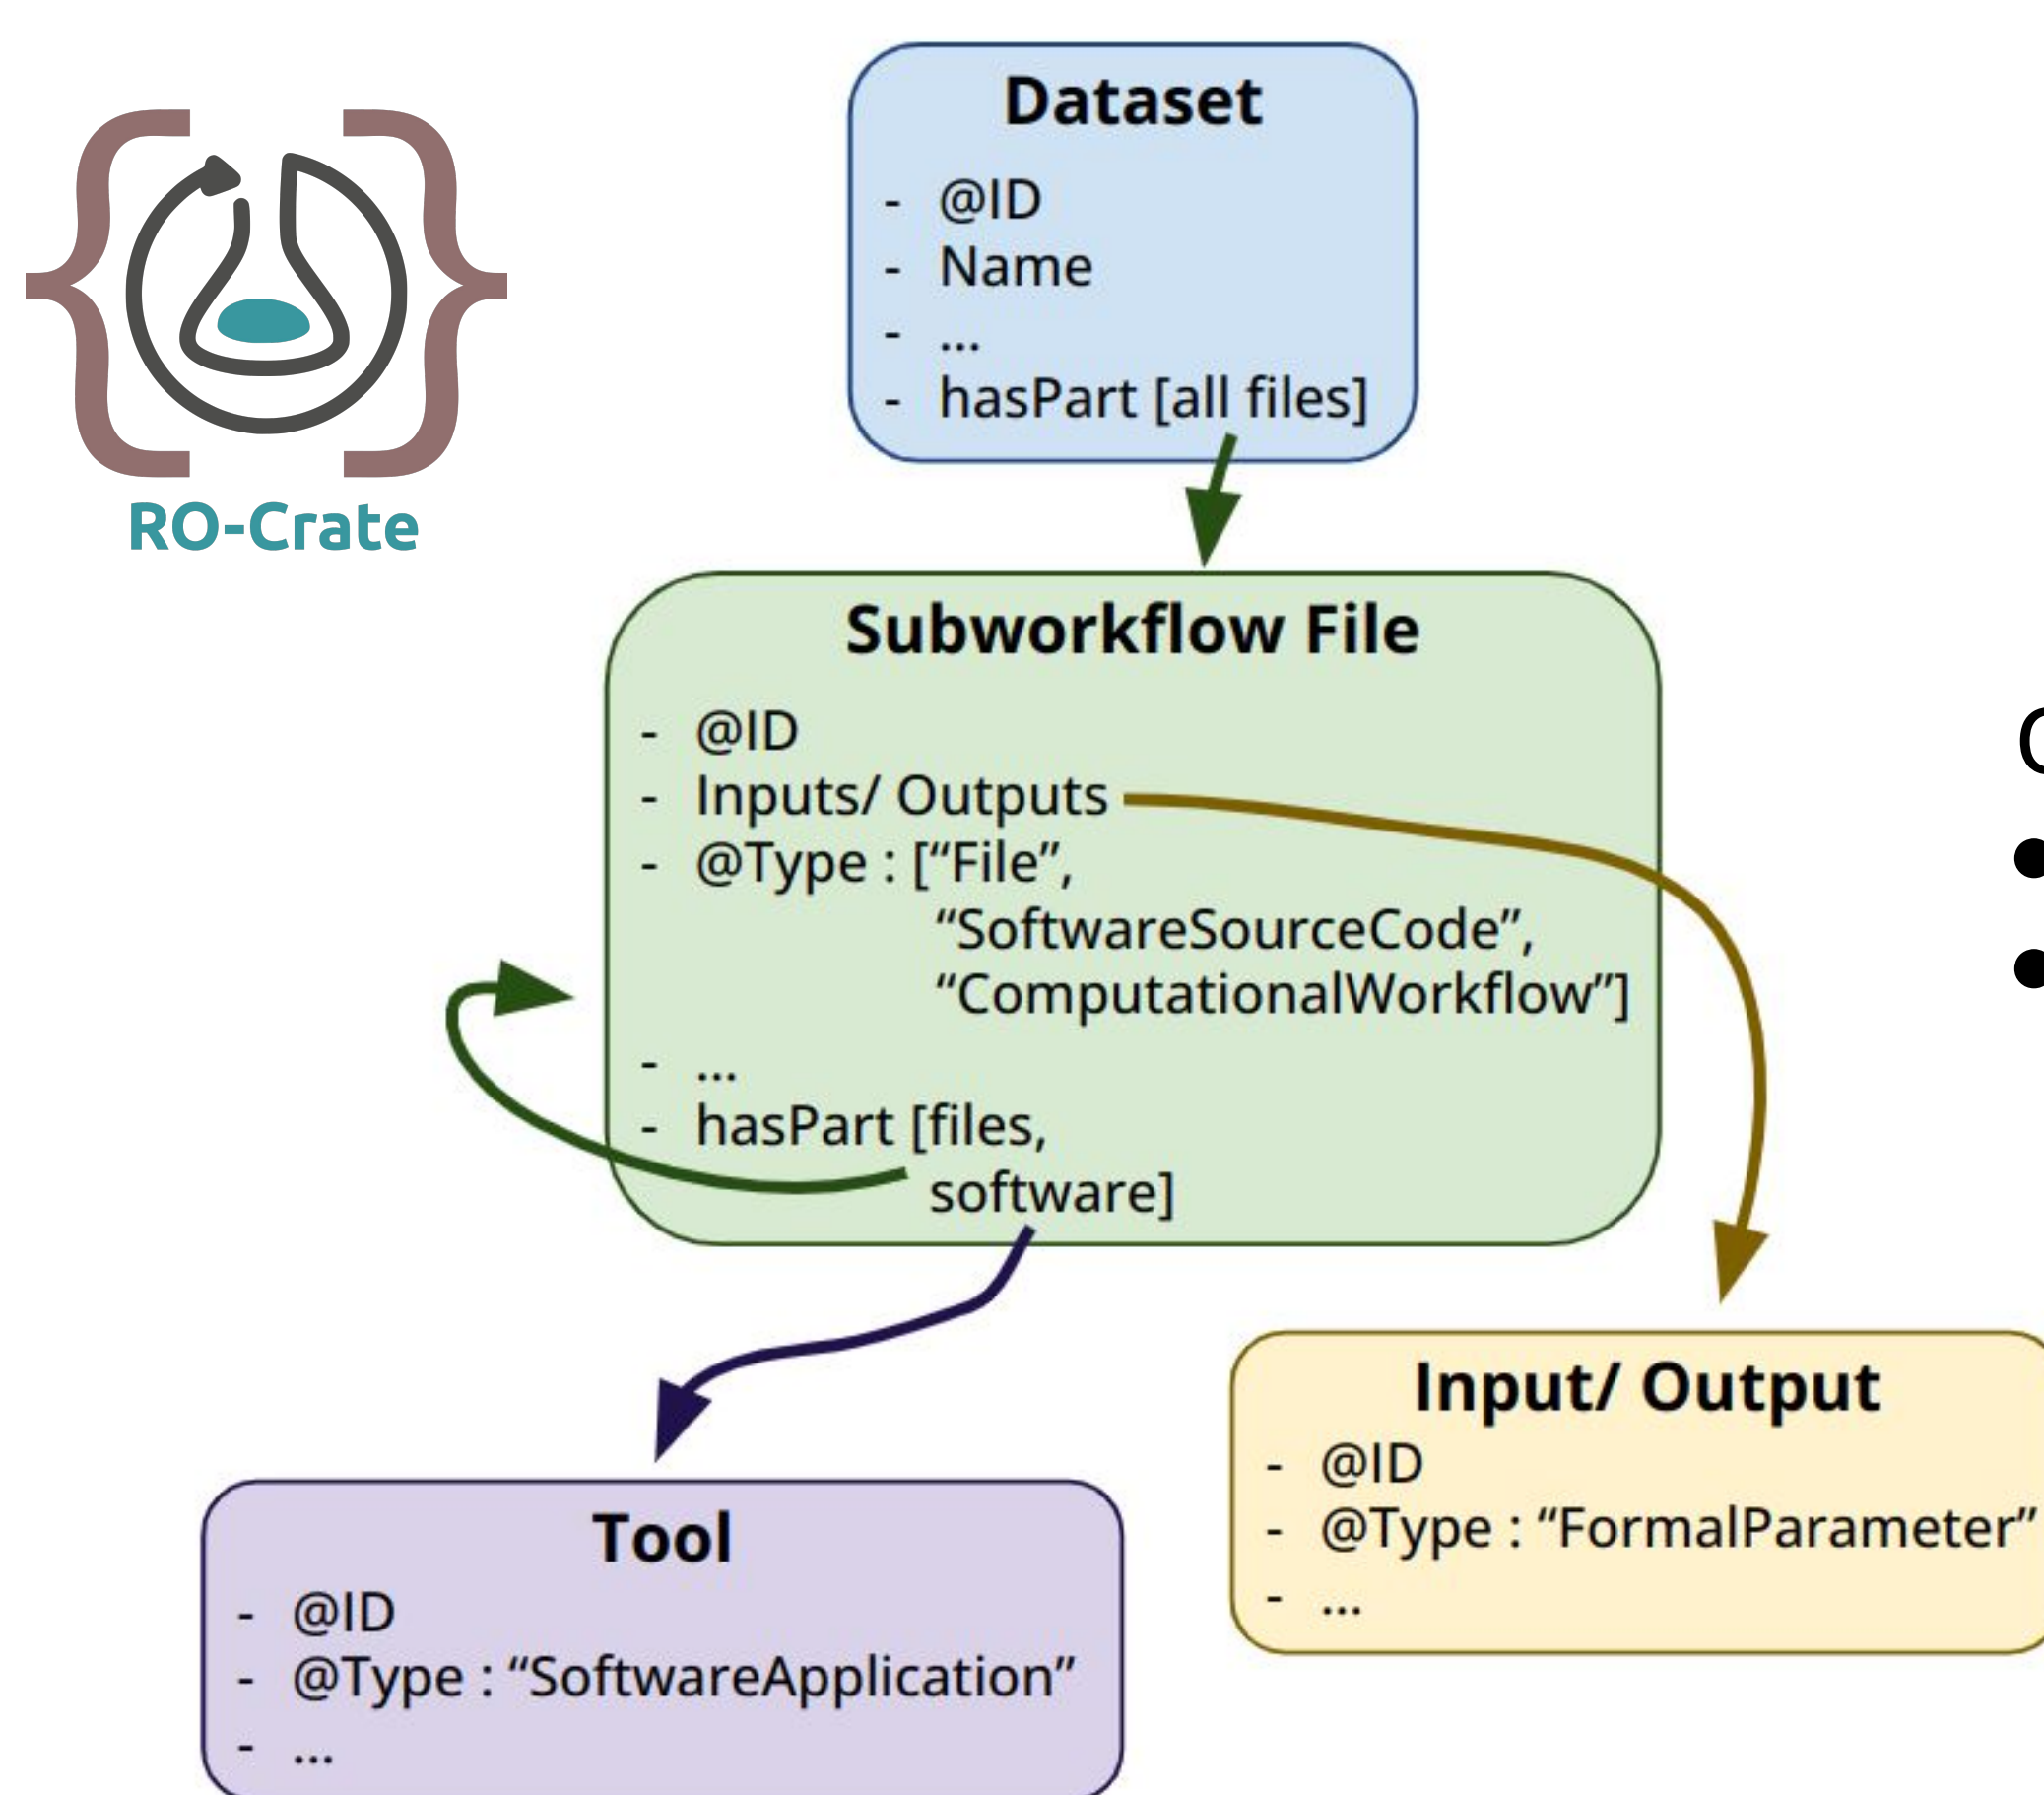 RO-Crate
Dataset
- @ID
- Name
- ...
- hasPart [all files]
Subworkflow File
- @ID
- Inputs/ Outputs
- @Type : [“File”,
“SoftwareSourceCode”,
“ComputationalWorkflow”]
- ...
- hasPart [files,
software]
Tool
- @ID
- @Type : “SoftwareApplication”
- ...
Input/ Output
- @ID
- @Type : “FormalParameter”
- ...